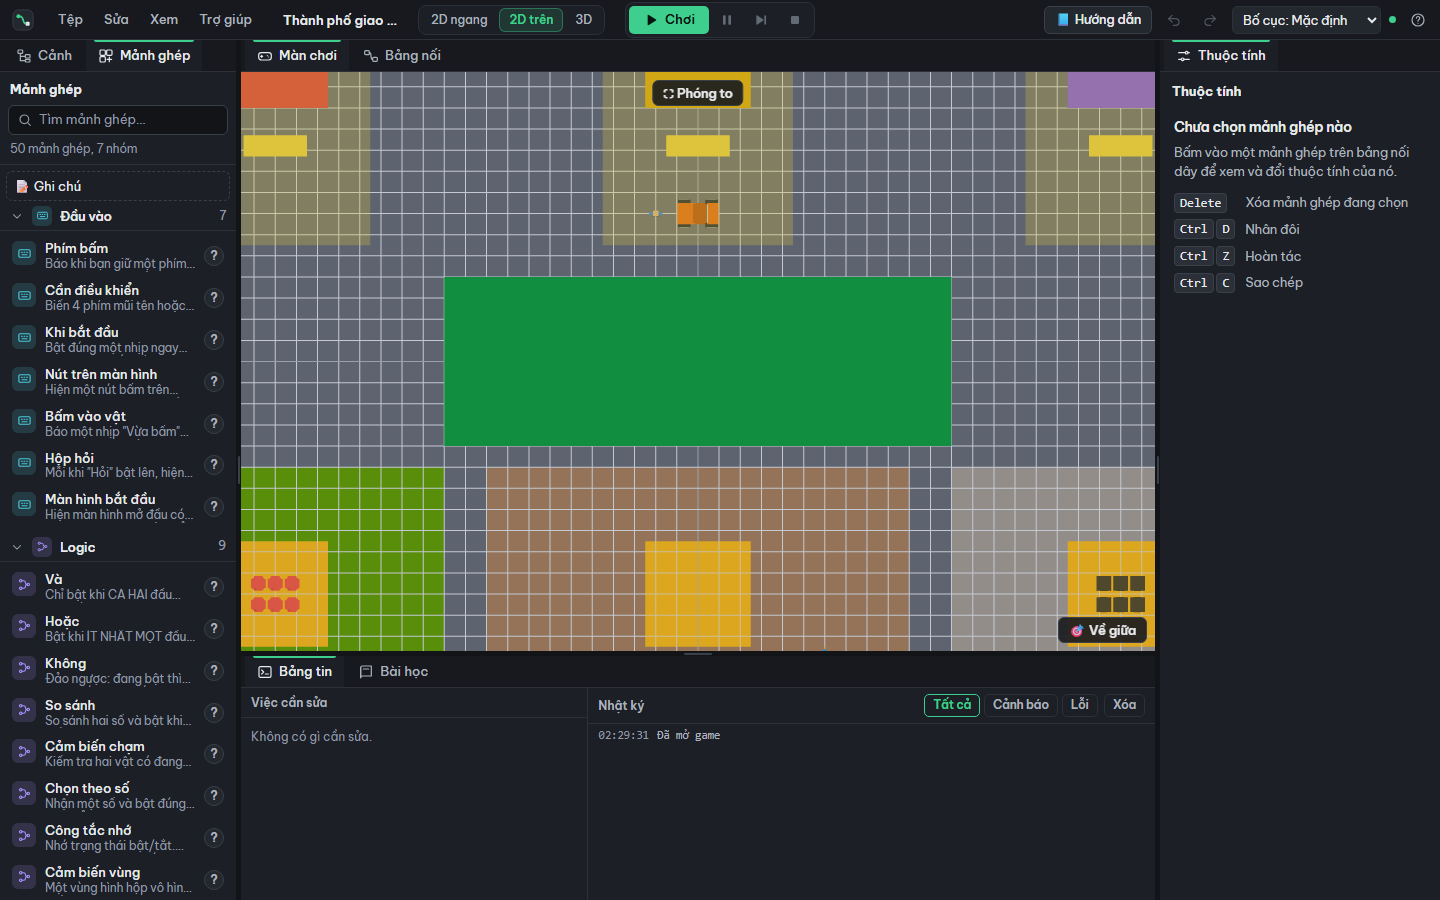 Tệp Sửa Xem Trợ giúp Thành phố giao ... 2D ngang 2D trên 3D Chơi Hướng dẫn Bố cục: Mặc định
Cảnh Mảnh ghép
Màn chơi Bảng nối
Thuộc tính
Mảnh ghép
Tìm mảnh ghép...
50 mảnh ghép, 7 nhóm
Ghi chú
Đầu vào 7
Phím bấm
Báo khi bạn giữ một phím...
?
Cần điều khiển
Biến 4 phím mũi tên hoặc...
?
Khi bắt đầu
Bật đúng một nhịp ngay...
?
Nút trên màn hình
Hiện một nút bấm trên...
?
Bấm vào vật
Báo một nhịp "Vừa bấm"...
?
Hộp hỏi
Mỗi khi "Hỏi" bật lên, hiện...
?
Màn hình bắt đầu
Hiện màn hình mở đầu có...
?
Logic 9
Và
Chỉ bật khi CẢ HAI đầu...
?
Hoặc
Bật khi ÍT NHẤT MỘT đầu...
?
Không
Đảo ngược: đang bật thì...
?
So sánh
So sánh hai số và bật khi...
?
Cảm biến chạm
Kiểm tra hai vật có đang...
?
Chọn theo số
Nhận một số và bật đúng...
?
Công tắc nhớ
Nhớ trạng thái bật/tắt....
?
Cảm biến vùng
Một vùng hình hộp vô hìn...
?
Phóng to
Về giữa
Bảng tin Bài học
Việc cần sửa
Không có gì cần sửa.
Nhật ký Tất cả Cảnh báo Lỗi Xóa
02:29:31 Đã mở game
Thuộc tính
Chưa chọn mảnh ghép nào
Bấm vào một mảnh ghép trên bảng nối
dây để xem và đổi thuộc tính của nó.
Delete Xóa mảnh ghép đang chọn
Ctrl D Nhân đôi
Ctrl Z Hoàn tác
Ctrl C Sao chép